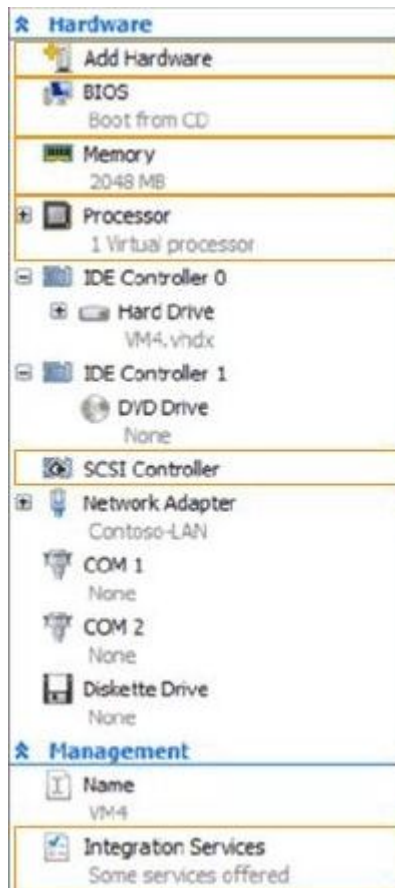 Hardware
Add Hardware
BIOS
Boot from CD
Memory
2048 MB
Processor
1 Virtual processor
IDE Controller 0
Hard Drive
VM4.vhdx
IDE Controller 1
DVD Drive
None
SCSI Controller
Network Adapter
Contoso-LAN
COM 1
None
COM 2
None
Diskette Drive
None
Management
Name
VM4
Integration Services
Some services offered